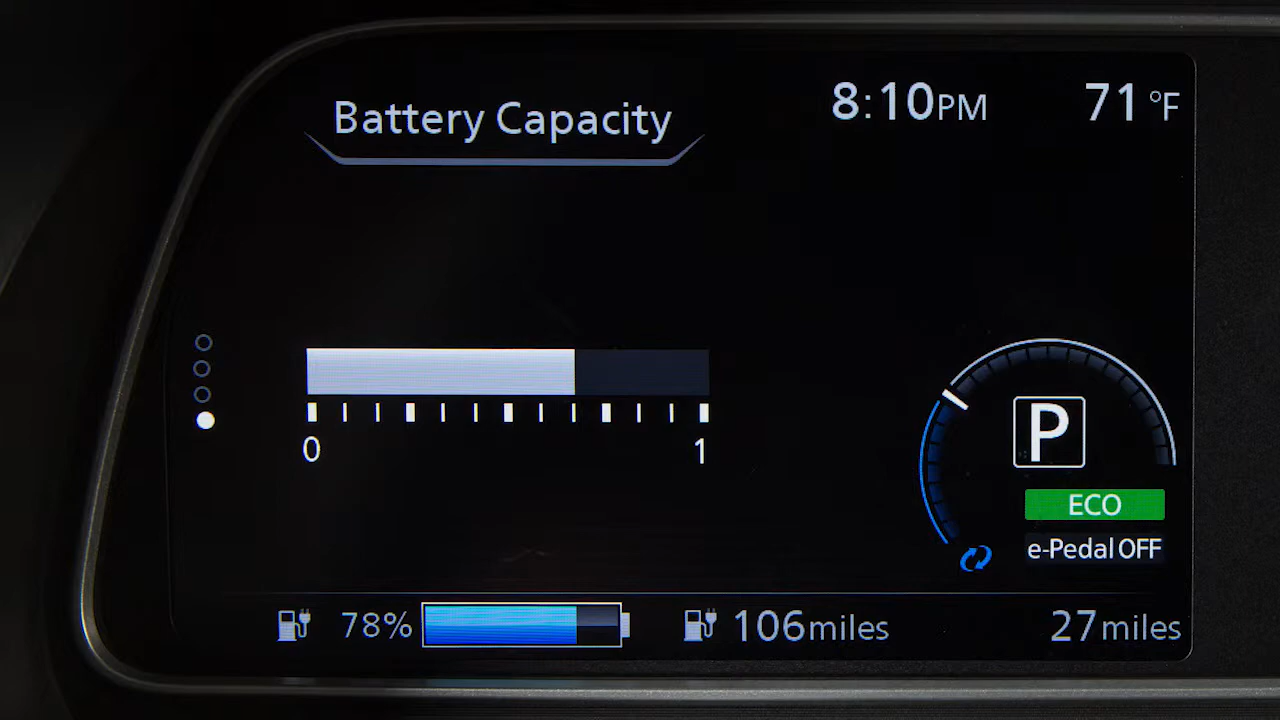 Battery Capacity
8:10PM 71°F
0 1
P
ECO
e-Pedal OFF
78% 106miles 27miles